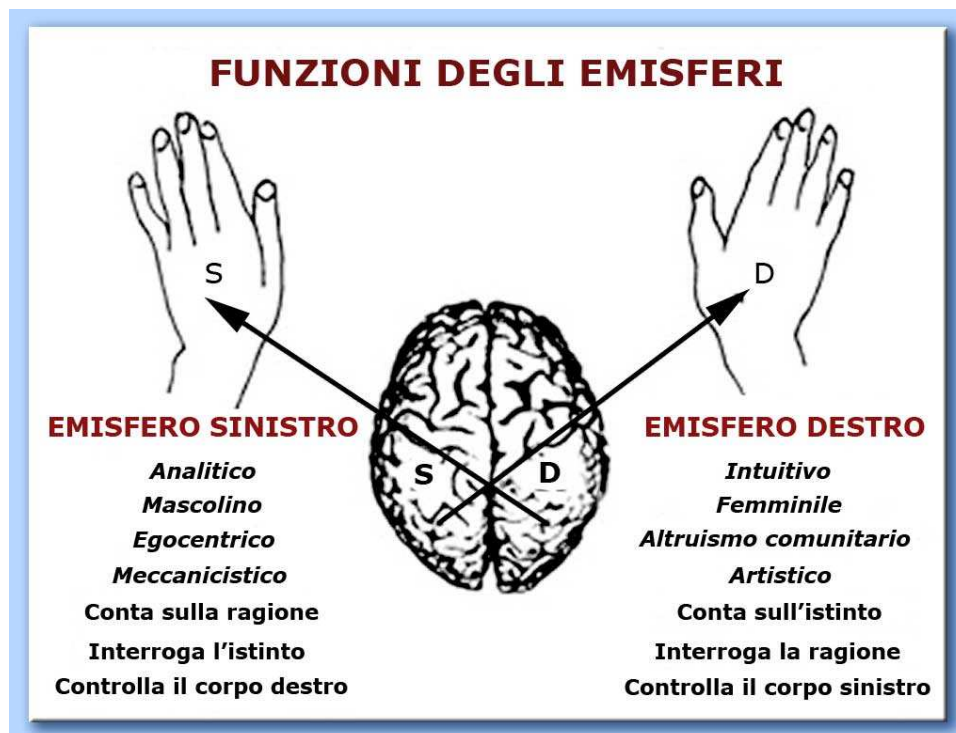 FUNZIONI DEGLI EMISFERI
S
D
S
D
EMISFERO SINISTRO
Analitico
Mascolino
Egocentrico
Meccanicistico
Conta sulla ragione
Interroga l'istinto
Controlla il corpo destro
EMISFERO DESTRO
Intuitivo
Femminile
Altruismo comunitario
Artistico
Conta sull'istinto
Interroga la ragione
Controlla il corpo sinistro